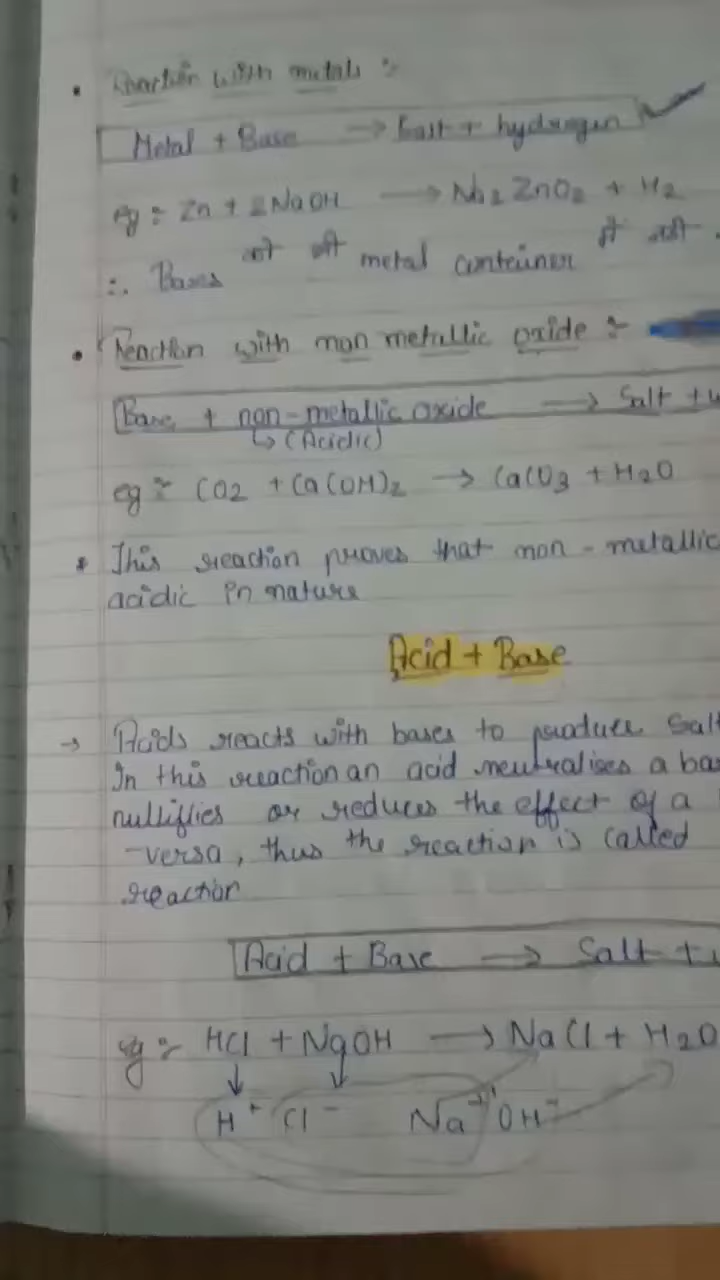 • Reaction with metals :-
Metal + Base → Salt + hydrogen
eg :- Zn + 2NaOH → Na2 ZnO2 + H2
∴ Bases को metal container में
• Reaction with non metallic oxide :-
Base + non-metallic oxide → Salt +
↳ (Acidic)
eg :- CO2 + Ca(OH)2 → CaCO3 + H2O
* This reaction proves that non-metallic
acidic in nature
Acid + Base
→ Acids reacts with bases to produce Salt
In this reaction an acid neutralises a ba
nullifies or reduces the effect of a
-versa, thus the reaction is called
reaction
Acid + Base → Salt +
eg :- HCl + NaOH → NaCl + H2O
H+ Cl- Na+ OH-